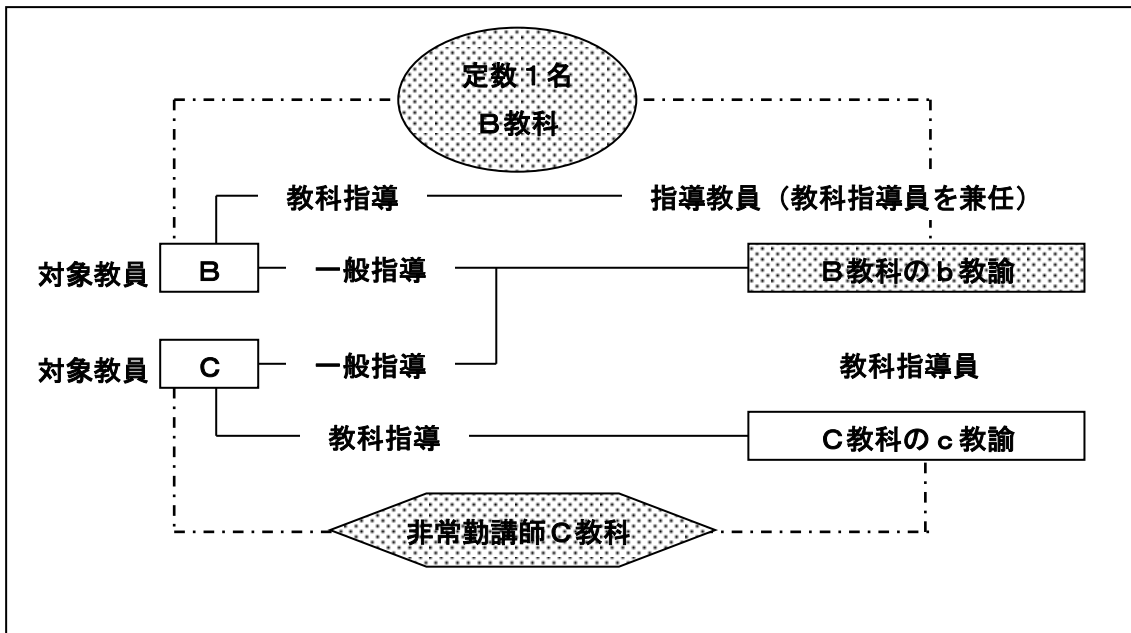 定数１名
Ｂ教科
教科指導
指導教員（教科指導員を兼任）
対象教員
Ｂ
一般指導
Ｂ教科のｂ教諭
対象教員
Ｃ
一般指導
教科指導員
教科指導
Ｃ教科のｃ教諭
非常勤講師Ｃ教科